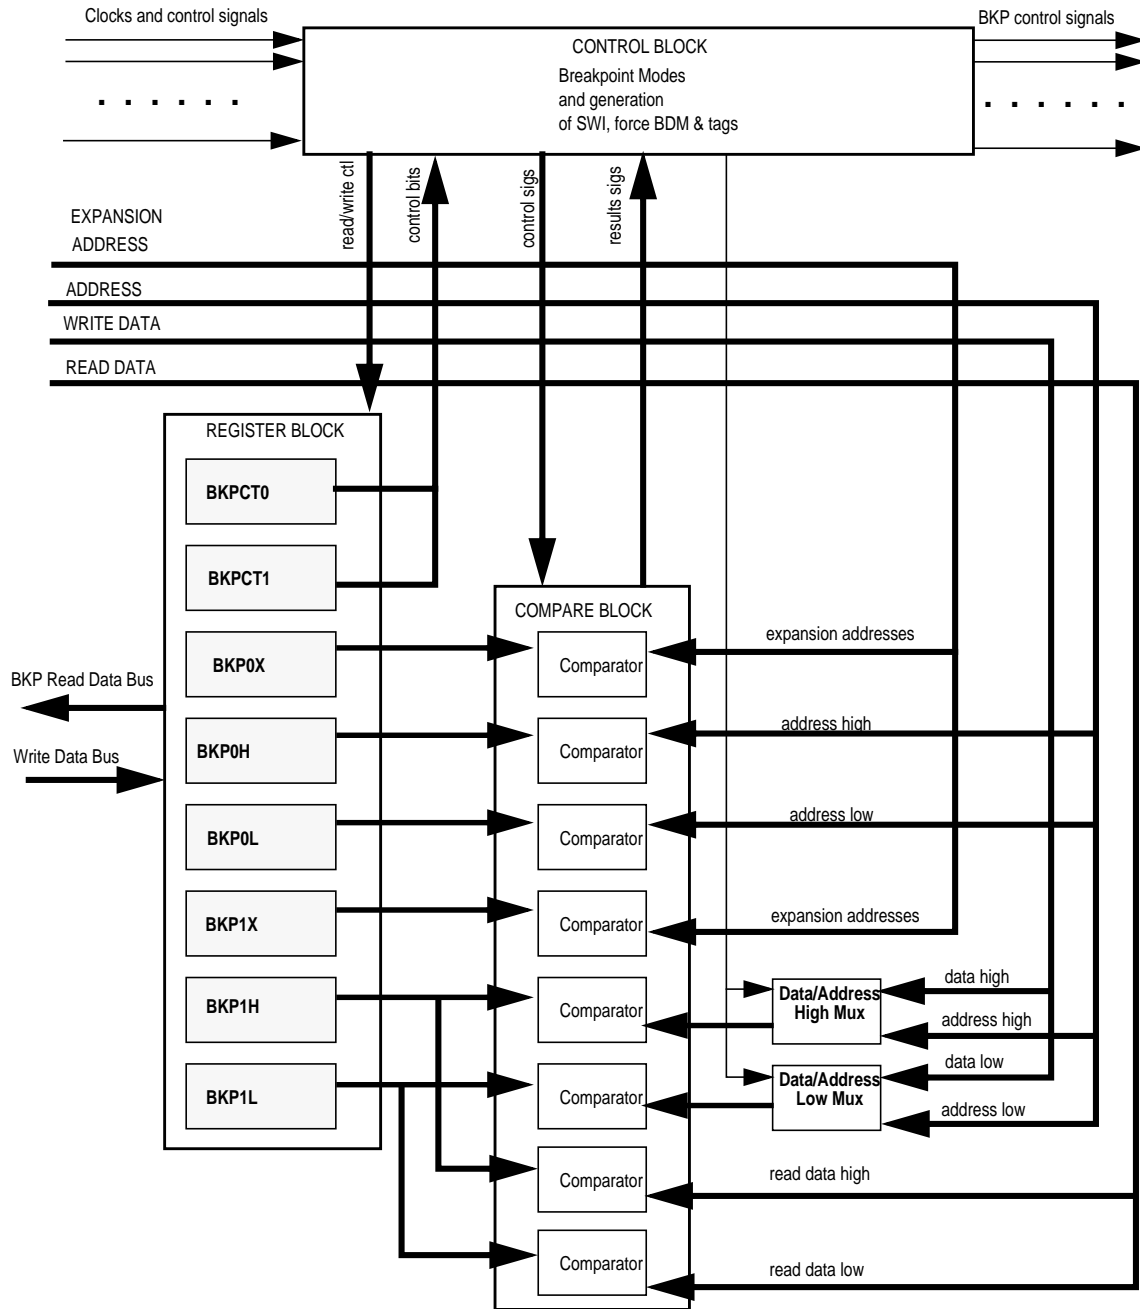 Clocks and control signals
BKP control signals
CONTROL BLOCK
Breakpoint Modes
and generation
of SWI, force BDM & tags
. . . . . .
. . . . . .
read/write ctl
control bits
control sigs
results sigs
EXPANSION
ADDRESS
ADDRESS
WRITE DATA
READ DATA
REGISTER BLOCK
BKPCT0
BKPCT1
COMPARE BLOCK
BKP0X
Comparator
expansion addresses
BKP Read Data Bus
BKP0H
Comparator
address high
Write Data Bus
BKP0L
Comparator
address low
BKP1X
Comparator
expansion addresses
BKP1H
Comparator
Data/Address
High Mux
data high
address high
BKP1L
Comparator
Data/Address
Low Mux
data low
address low
Comparator
read data high
Comparator
read data low